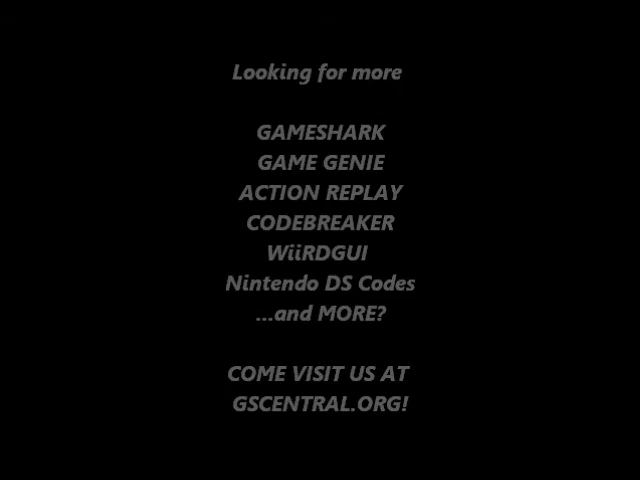 Looking for more
GAMESHARK
GAME GENIE
ACTION REPLAY
CODEBREAKER
WiiRDGUI
Nintendo DS Codes
...and MORE?
COME VISIT US AT
GSCENTRAL.ORG!